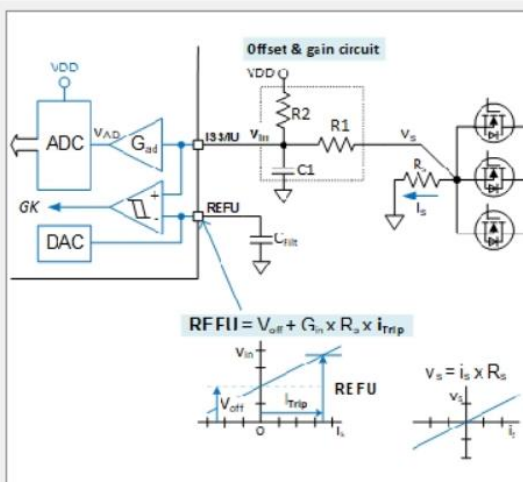 Offset & gain circuit
VDD
VDD
R2
R1
ADC
VAD
Gad
IS3/IU
Vin
Vs
C1
Rs
Is
GK
+
-
REFU
DAC
CFilt
REFU = Voff + Gin x Rs x iTrip
Vin
REFU
Voff
iTrip
0
Is
vs = is x Rs
vs
is